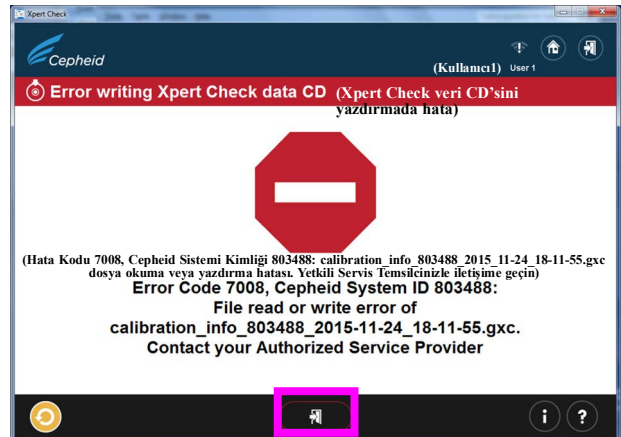 Xpert Check
Cepheid
(Kullanıcı1) User 1
Error writing Xpert Check data CD (Xpert Check veri CD’sini
yazdırmada hata)
(Hata Kodu 7008, Cepheid Sistemi Kimliği 803488: calibration_info_803488_2015_11-24_18-11-55.gxc
dosya okuma veya yazdırma hatası. Yetkili Servis Temsilcinizle iletişime geçin)
Error Code 7008, Cepheid System ID 803488:
File read or write error of
calibration_info_803488_2015-11-24_18-11-55.gxc.
Contact your Authorized Service Provider